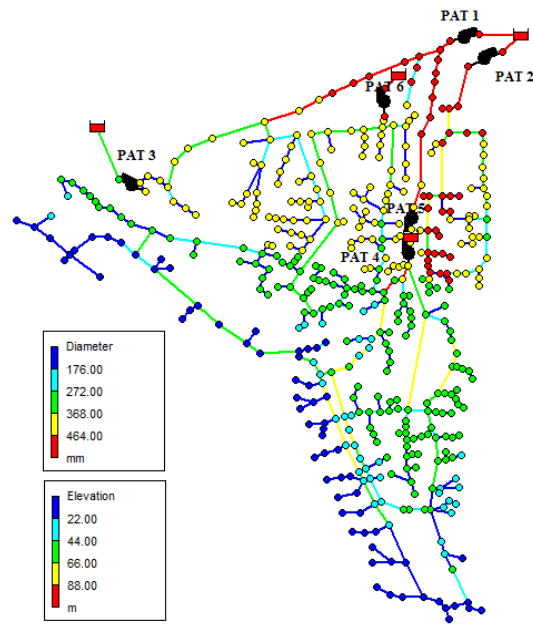 PAT 1
PAT 2
PAT 6
PAT 3
PAT 5
PAT 4
Diameter
176.00
272.00
368.00
464.00
mm
Elevation
22.00
44.00
66.00
88.00
m